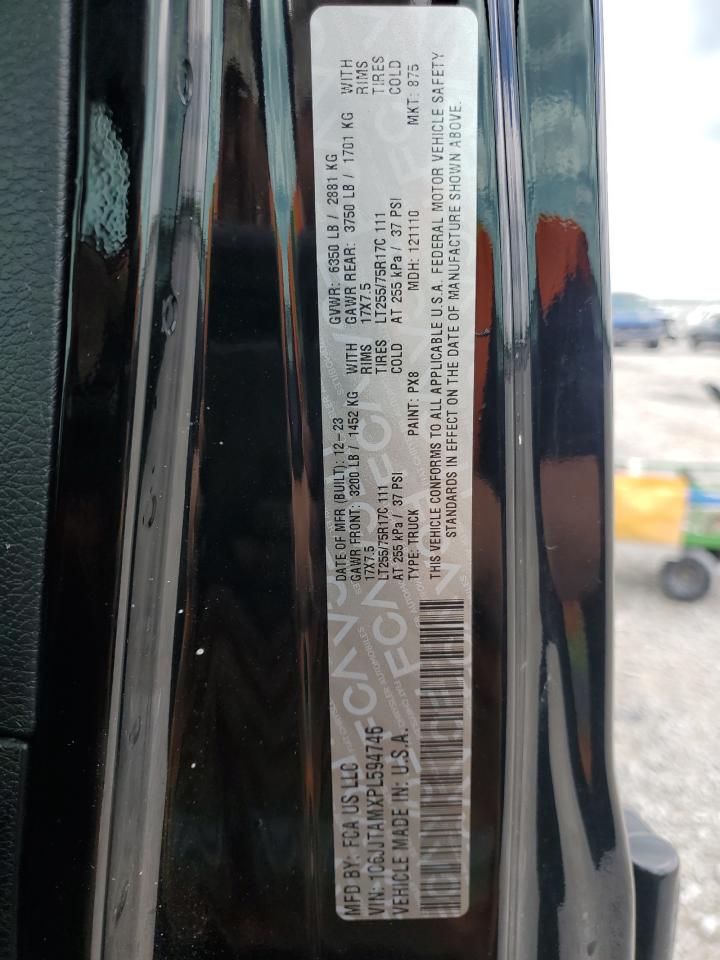 MFD BY: FCA US LLC
VIN: 1C6JJTAMXPL594746
VEHICLE MADE IN: U.S.A.
DATE OF MFR (BUILT): 12-23
GVWR: 6350 LB / 2881 KG
GAWR FRONT: 3200 LB / 1452 KG WITH
GAWR REAR: 3750 LB / 1701 KG WITH
17X7.5 RIMS
17X7.5 RIMS
LT255/75R17C 111 TIRES
LT255/75R17C 111 TIRES
AT 255 kPa / 37 PSI COLD
AT 255 kPa / 37 PSI COLD
TYPE: TRUCK PAINT: PX8 MDH: 121110 MKT: 875
THIS VEHICLE CONFORMS TO ALL APPLICABLE U.S.A. FEDERAL MOTOR VEHICLE SAFETY
STANDARDS IN EFFECT ON THE DATE OF MANUFACTURE SHOWN ABOVE.